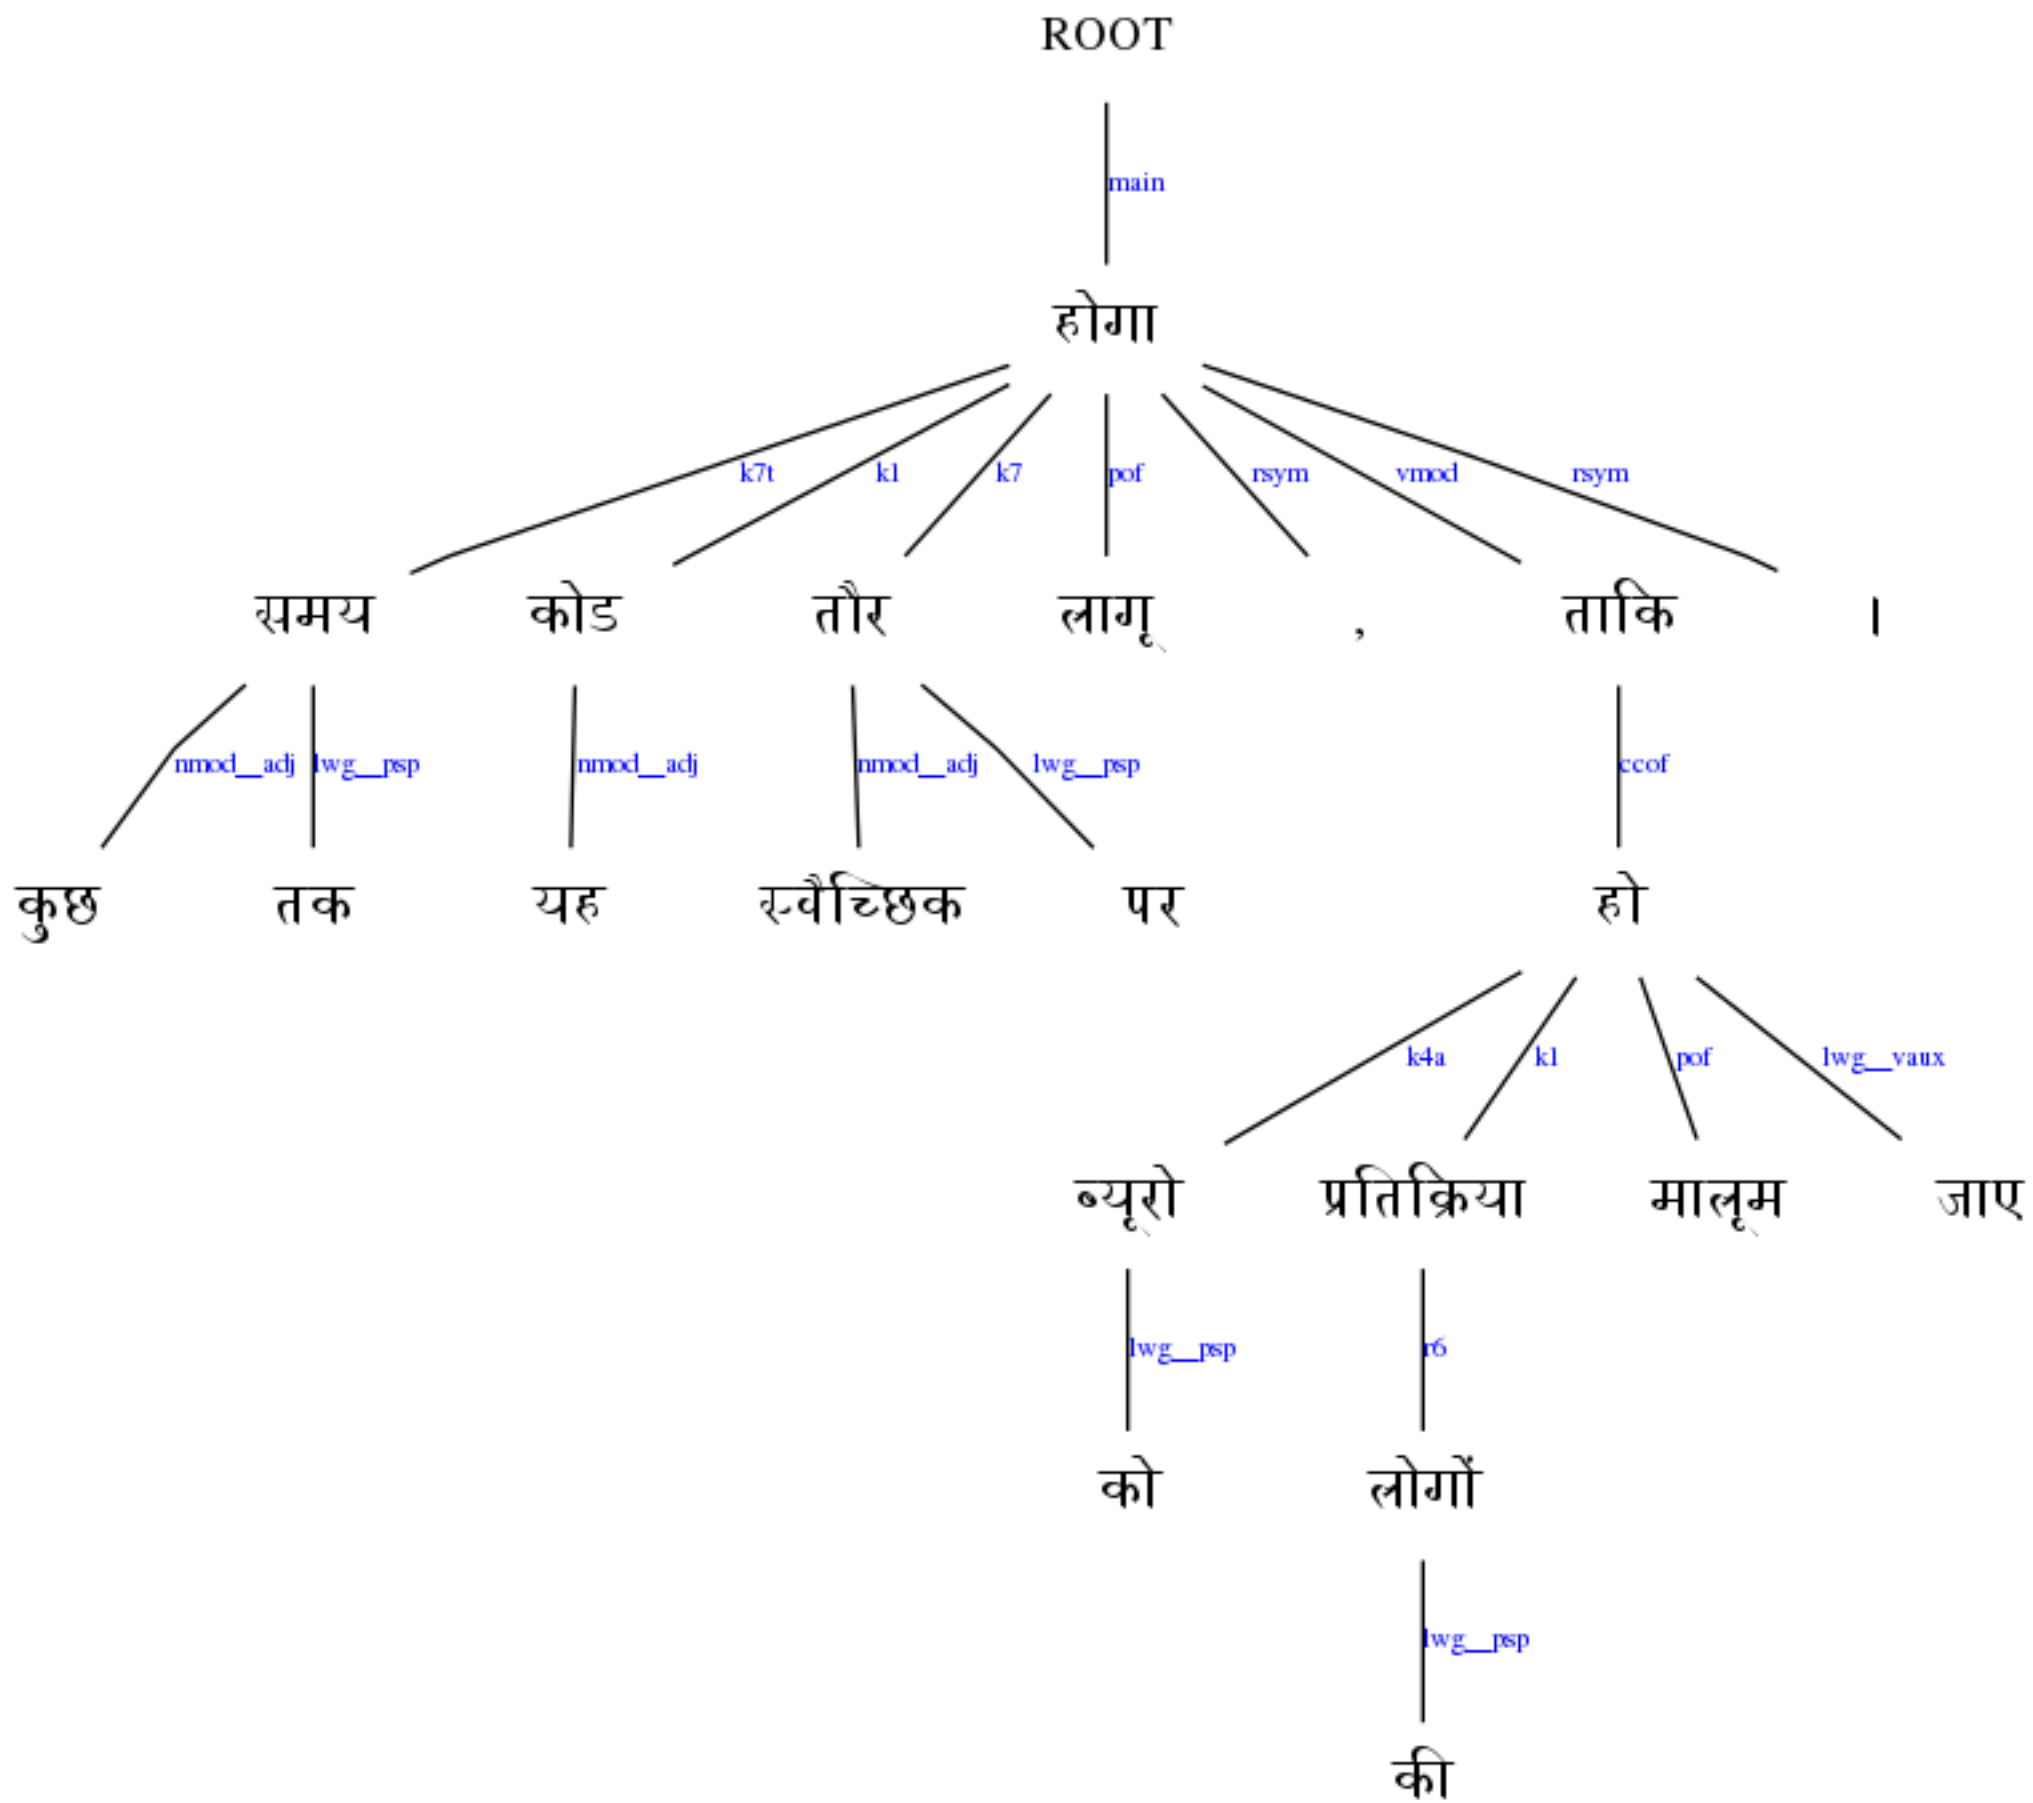 ROOT
main
होगा
k7t k1 k7 pof rsym vmod rsym
समय कोड तौर लागू , ताकि ।
nmod__adj lwg__psp nmod__adj nmod__adj lwg__psp ccof
कुछ तक यह स्वैच्छिक पर हो
k4a k1 pof lwg__vaux
ब्यूरो प्रतिक्रिया मालूम जाए
lwg__psp r6
को लोगों
lwg__psp
की